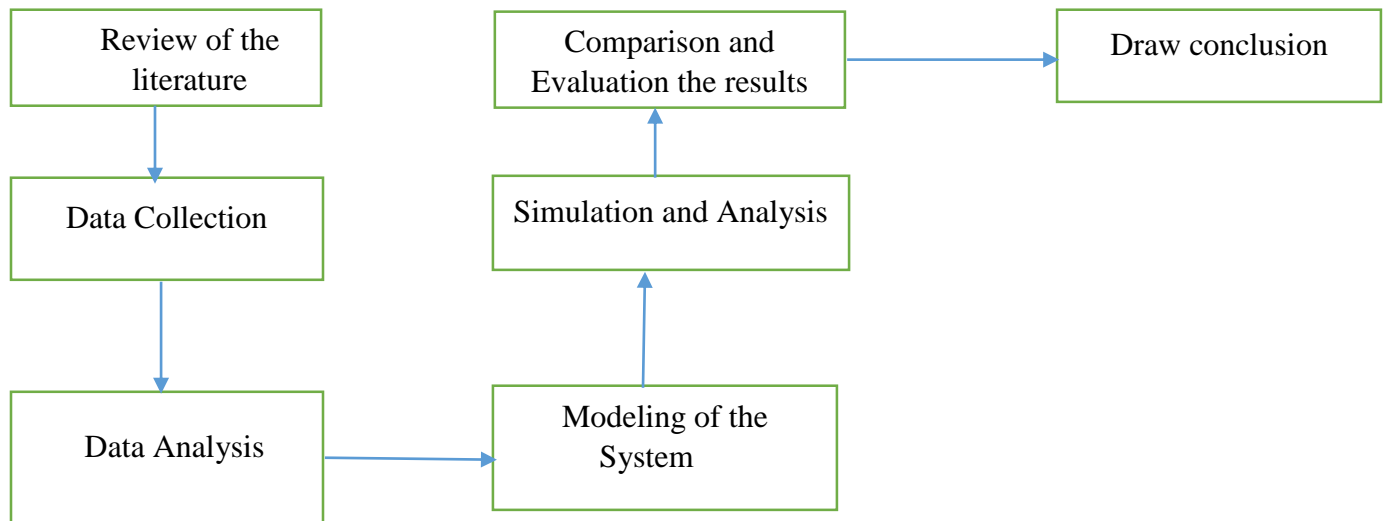 Review of the
literature
Data Collection
Data Analysis
Modeling of the
System
Simulation and Analysis
Comparison and
Evaluation the results
Draw conclusion